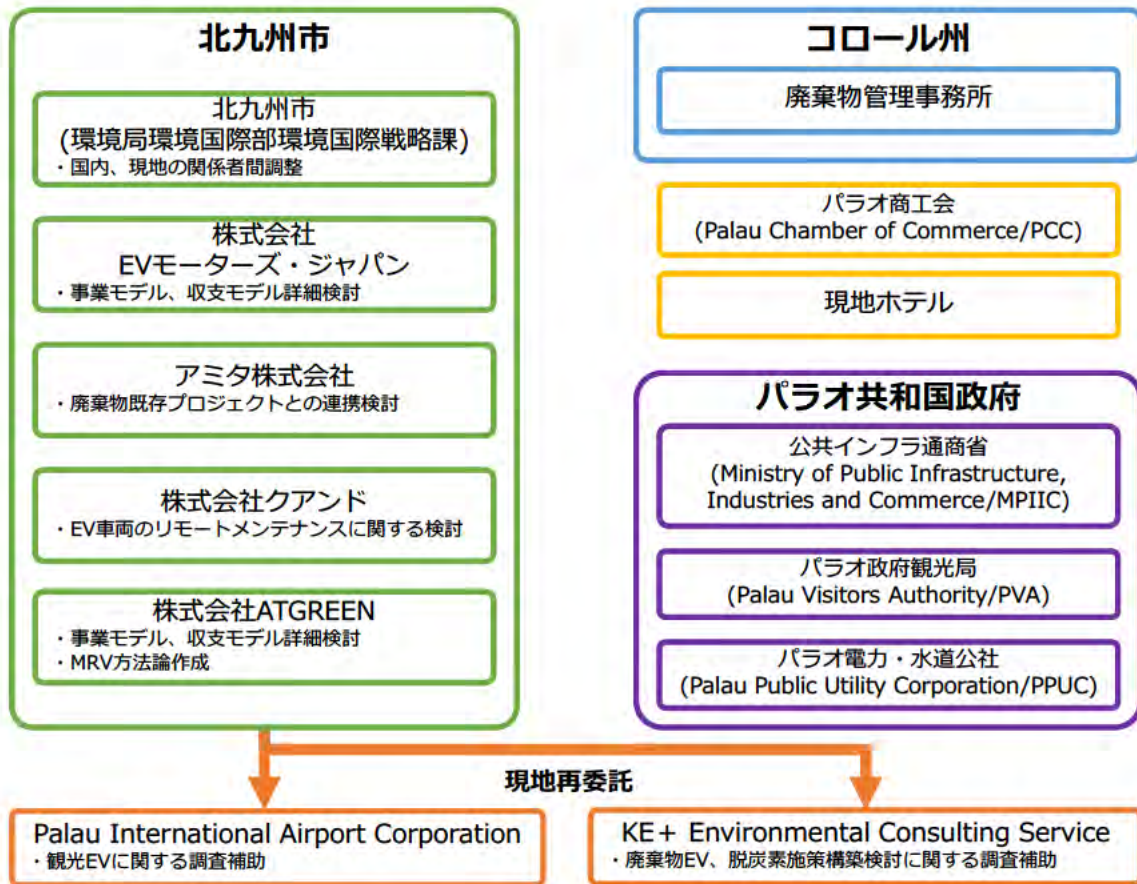 北九州市
北九州市
(環境局環境国際部環境国際戦略課)
・国内、現地の関係者間調整
株式会社
EVモーターズ・ジャパン
・事業モデル、収支モデル詳細検討
アミタ株式会社
・廃棄物既存プロジェクトとの連携検討
株式会社クアンド
・EV車両のリモートメンテナンスに関する検討
株式会社ATGREEN
・事業モデル、収支モデル詳細検討
・MRV方法論作成
コロール州
廃棄物管理事務所
パラオ商工会
(Palau Chamber of Commerce/PCC)
現地ホテル
パラオ共和国政府
公共インフラ通商省
(Ministry of Public Infrastructure,
Industries and Commerce/MPIIC)
パラオ政府観光局
(Palau Visitors Authority/PVA)
パラオ電力・水道公社
(Palau Public Utility Corporation/PPUC)
現地再委託
Palau International Airport Corporation
・観光EVに関する調査補助
KE+ Environmental Consulting Service
・廃棄物EV、脱炭素施策構築検討に関する調査補助